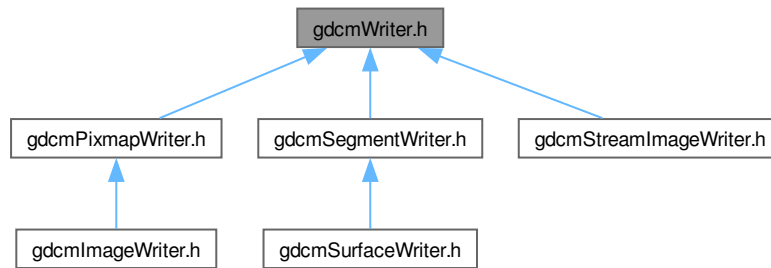 gdcmWriter.h
gdcmPixmapWriter.h
gdcmSegmentWriter.h
gdcmStreamImageWriter.h
gdcmImageWriter.h
gdcmSurfaceWriter.h